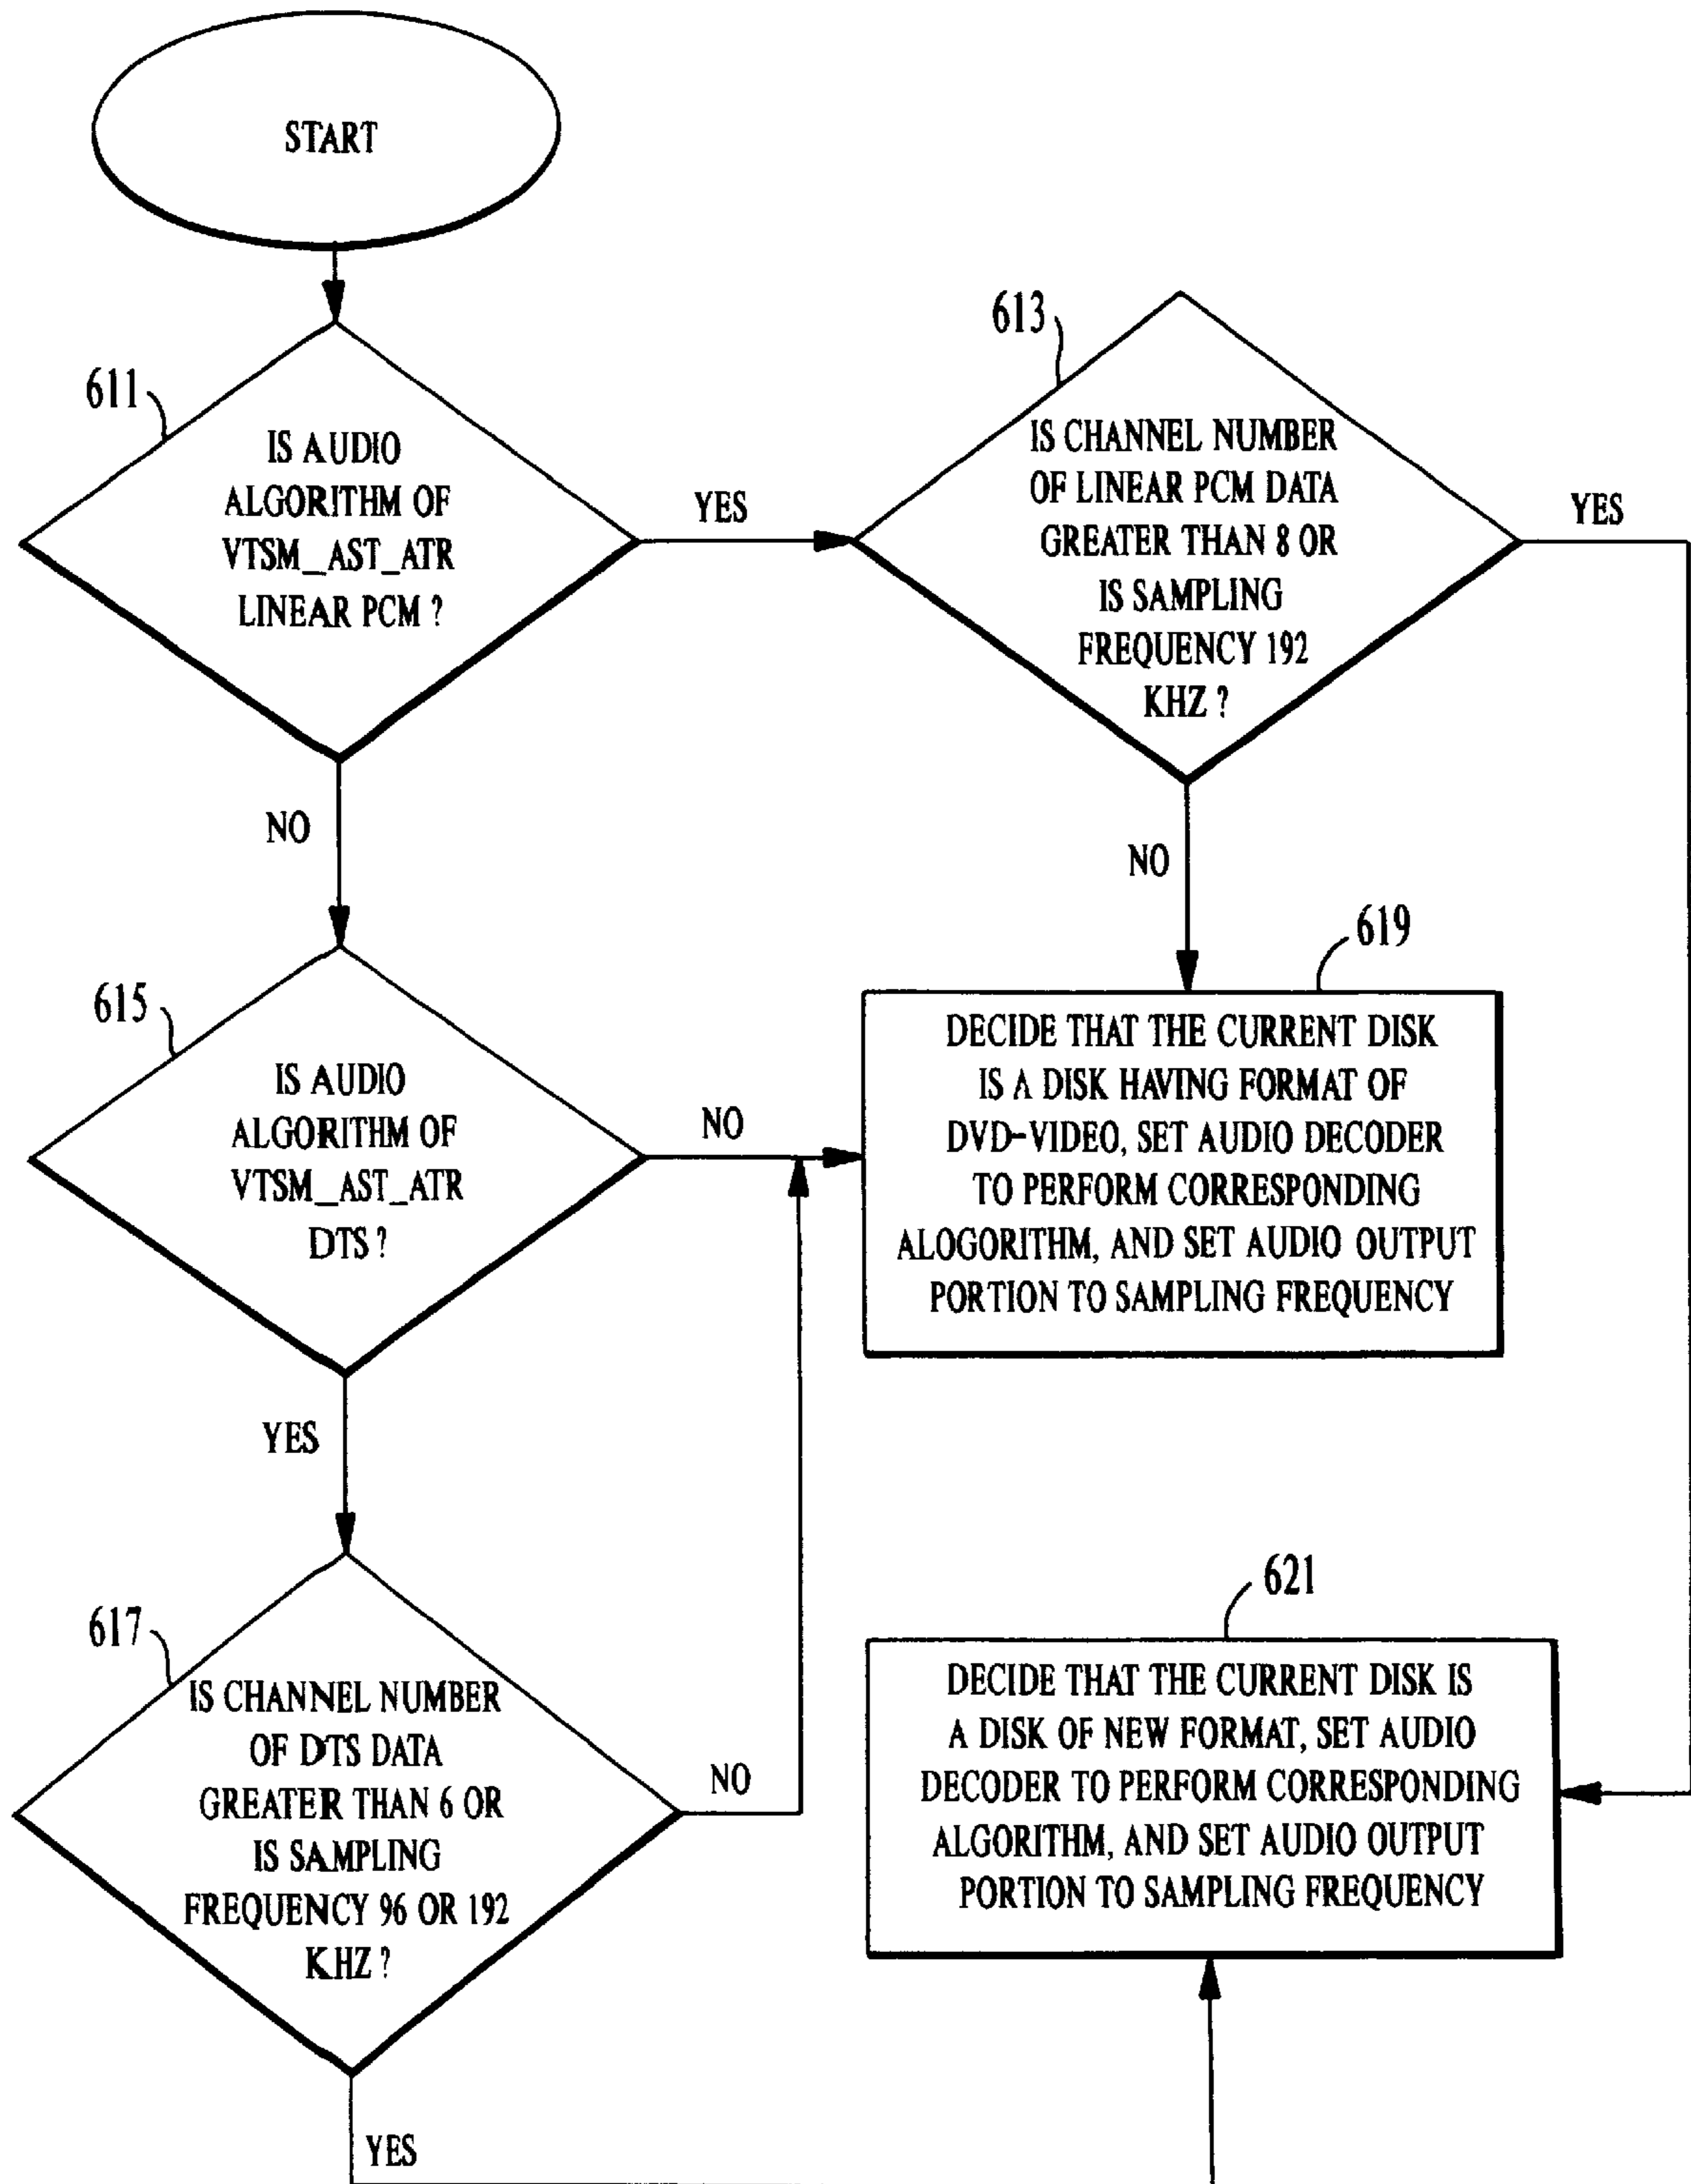 START
611
IS AUDIO
ALGORITHM OF
VTSM_AST_ATR
LINEAR PCM ?
YES
NO
613
IS CHANNEL NUMBER
OF LINEAR PCM DATA
GREATER THAN 8 OR
IS SAMPLING
FREQUENCY 192
KHZ ?
YES
NO
615
IS AUDIO
ALGORITHM OF
VTSM_AST_ATR
DTS ?
NO
YES
619
DECIDE THAT THE CURRENT DISK
IS A DISK HAVING FORMAT OF
DVD-VIDEO, SET AUDIO DECODER
TO PERFORM CORRESPONDING
ALOGORITHM, AND SET AUDIO OUTPUT
PORTION TO SAMPLING FREQUENCY
617
IS CHANNEL NUMBER
OF DTS DATA
GREATER THAN 6 OR
IS SAMPLING
FREQUENCY 96 OR 192
KHZ ?
NO
YES
621
DECIDE THAT THE CURRENT DISK IS
A DISK OF NEW FORMAT, SET AUDIO
DECODER TO PERFORM CORRESPONDING
ALGORITHM, AND SET AUDIO OUTPUT
PORTION TO SAMPLING FREQUENCY